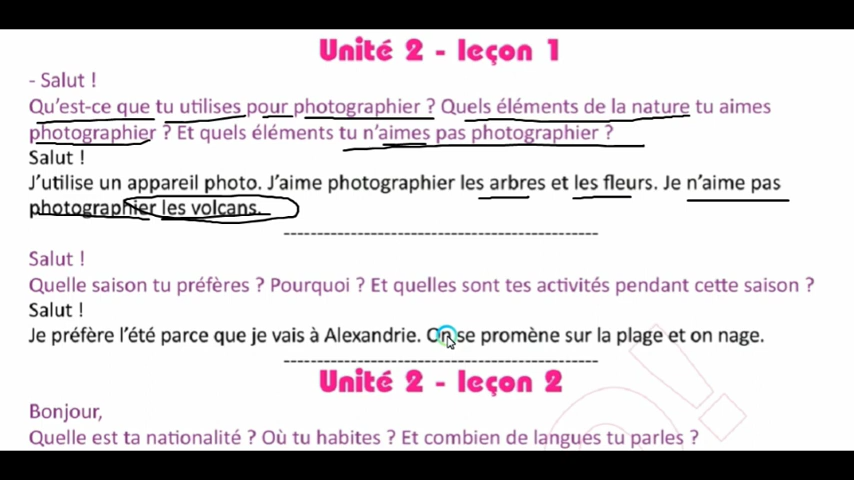 Unité 2 - leçon 1
- Salut !
Qu'est-ce que tu utilises pour photographier ? Quels éléments de la nature tu aimes
photographier ? Et quels éléments tu n'aimes pas photographier ?
Salut !
J'utilise un appareil photo. J'aime photographier les arbres et les fleurs. Je n'aime pas
photographier les volcans.
--------------------------------------------------
Salut !
Quelle saison tu préfères ? Pourquoi ? Et quelles sont tes activités pendant cette saison ?
Salut !
Je préfère l'été parce que je vais à Alexandrie. On se promène sur la plage et on nage.
--------------------------------------------------
Unité 2 - leçon 2
Bonjour,
Quelle est ta nationalité ? Où tu habites ? Et combien de langues tu parles ?